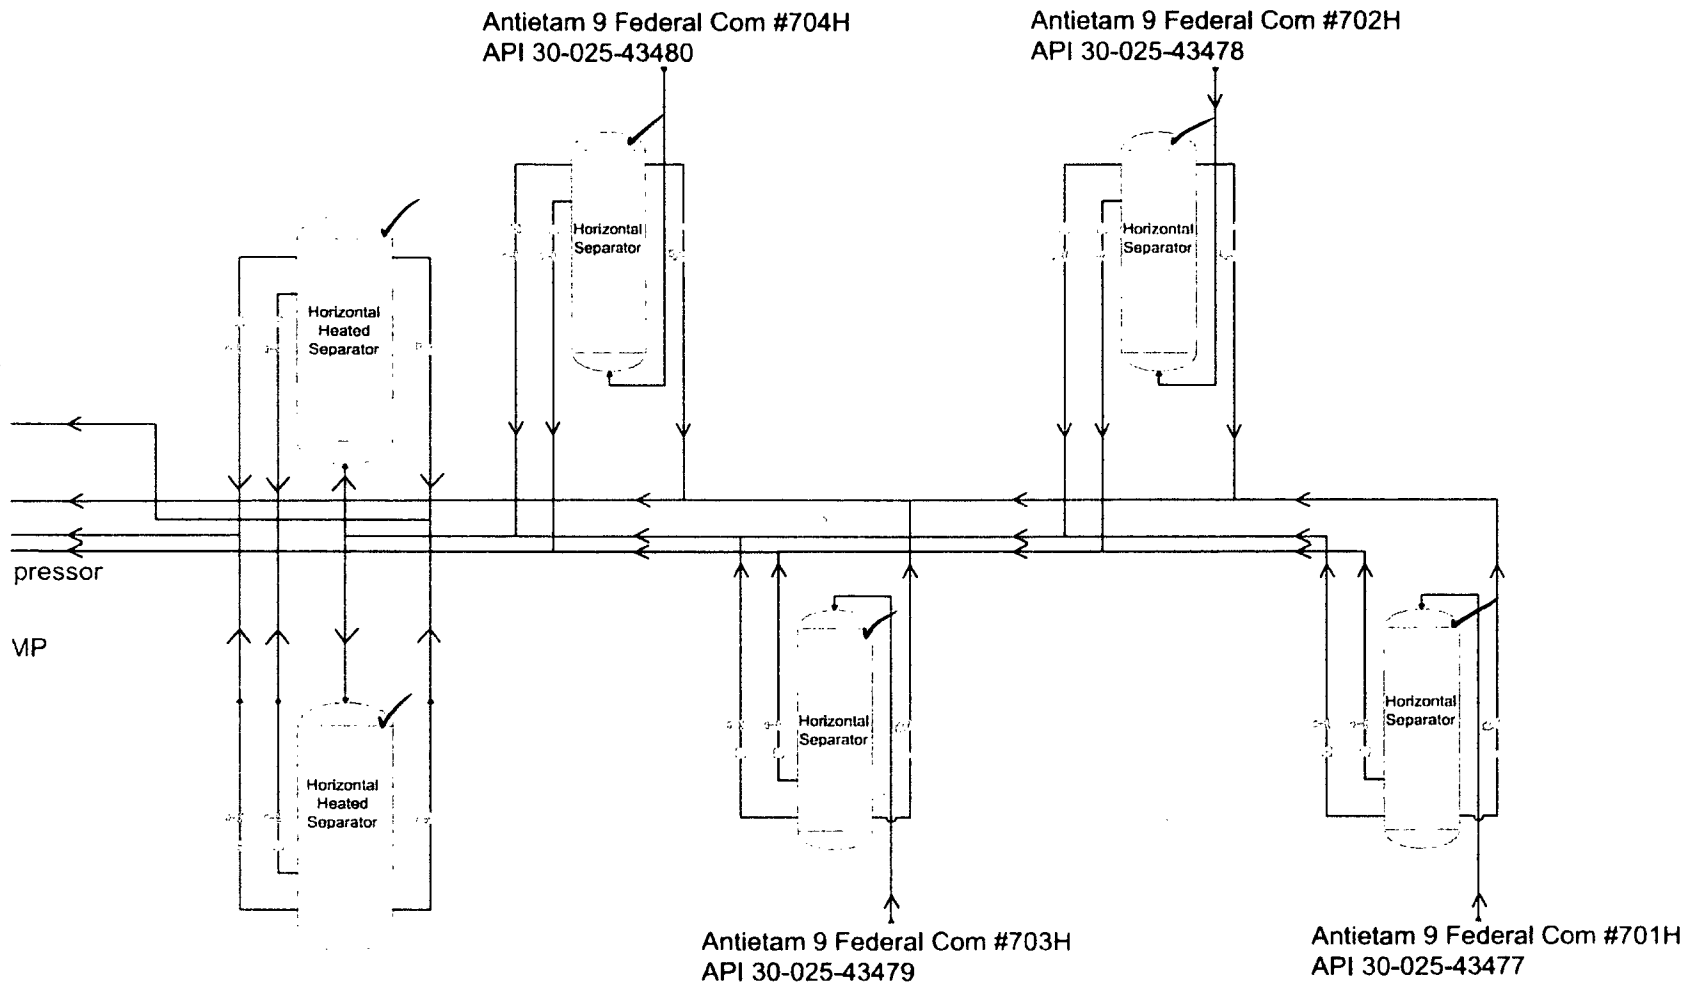 Antietam 9 Federal Com #704H
API 30-025-43480
Antietam 9 Federal Com #702H
API 30-025-43478
Horizontal
Separator
Horizontal
Separator
Horizontal
Heated
Separator
pressor
MP
Horizontal
Separator
Horizontal
Separator
Horizontal
Heated
Separator
Antietam 9 Federal Com #703H
API 30-025-43479
Antietam 9 Federal Com #701H
API 30-025-43477